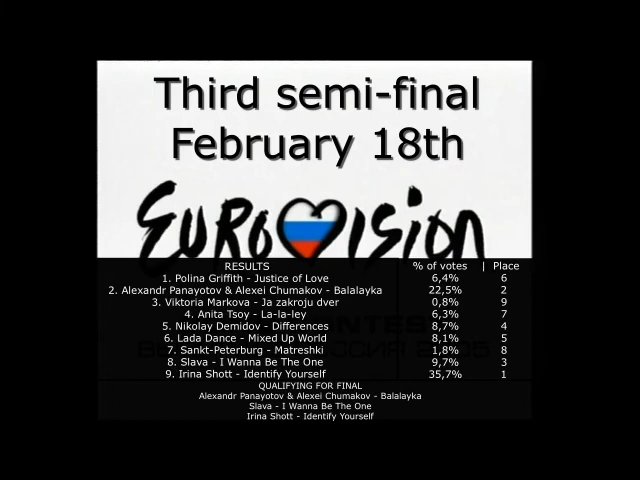 Third semi-final
February 18th
EUROVISION
RESULTS % of votes | Place
1. Polina Griffith - Justice of Love 6,4% 6
2. Alexandr Panayotov & Alexei Chumakov - Balalayka 22,5% 2
3. Viktoria Markova - Ja zakroju dver 0,8% 9
4. Anita Tsoy - La-la-ley 6,3% 7
5. Nikolay Demidov - Differences 8,7% 4
6. Lada Dance - Mixed Up World 8,1% 5
7. Sankt-Peterburg - Matreshki 1,8% 8
8. Slava - I Wanna Be The One 9,7% 3
9. Irina Shott - Identify Yourself 35,7% 1
QUALIFYING FOR FINAL
Alexandr Panayotov & Alexei Chumakov - Balalayka
Slava - I Wanna Be The One
Irina Shott - Identify Yourself